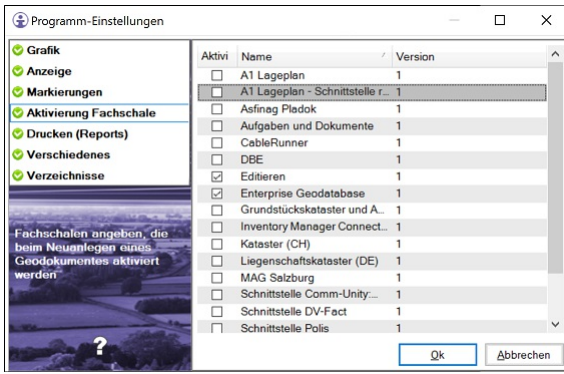 Programm-Einstellungen
Grafik
Anzeige
Markierungen
Aktivierung Fachschale
Drucken (Reports)
Verschiedenes
Verzeichnisse
Fachschalen angeben, die
beim Neuanlegen eines
Geodokumentes aktiviert
werden
?
Aktivi Name Version
A1 Lageplan 1
A1 Lageplan - Schnittstelle r... 1
Asfinag Pladok 1
Aufgaben und Dokumente 1
CableRunner 1
DBE 1
Editieren 1
Enterprise Geodatabase 1
Grundstückskataster und A... 1
Inventory Manager Connect... 1
Kataster (CH) 1
Liegenschaftskataster (DE) 1
MAG Salzburg 1
Schnittstelle Comm-Unity:... 1
Schnittstelle DV-Fact 1
Schnittstelle Polis 1
Ok Abbrechen